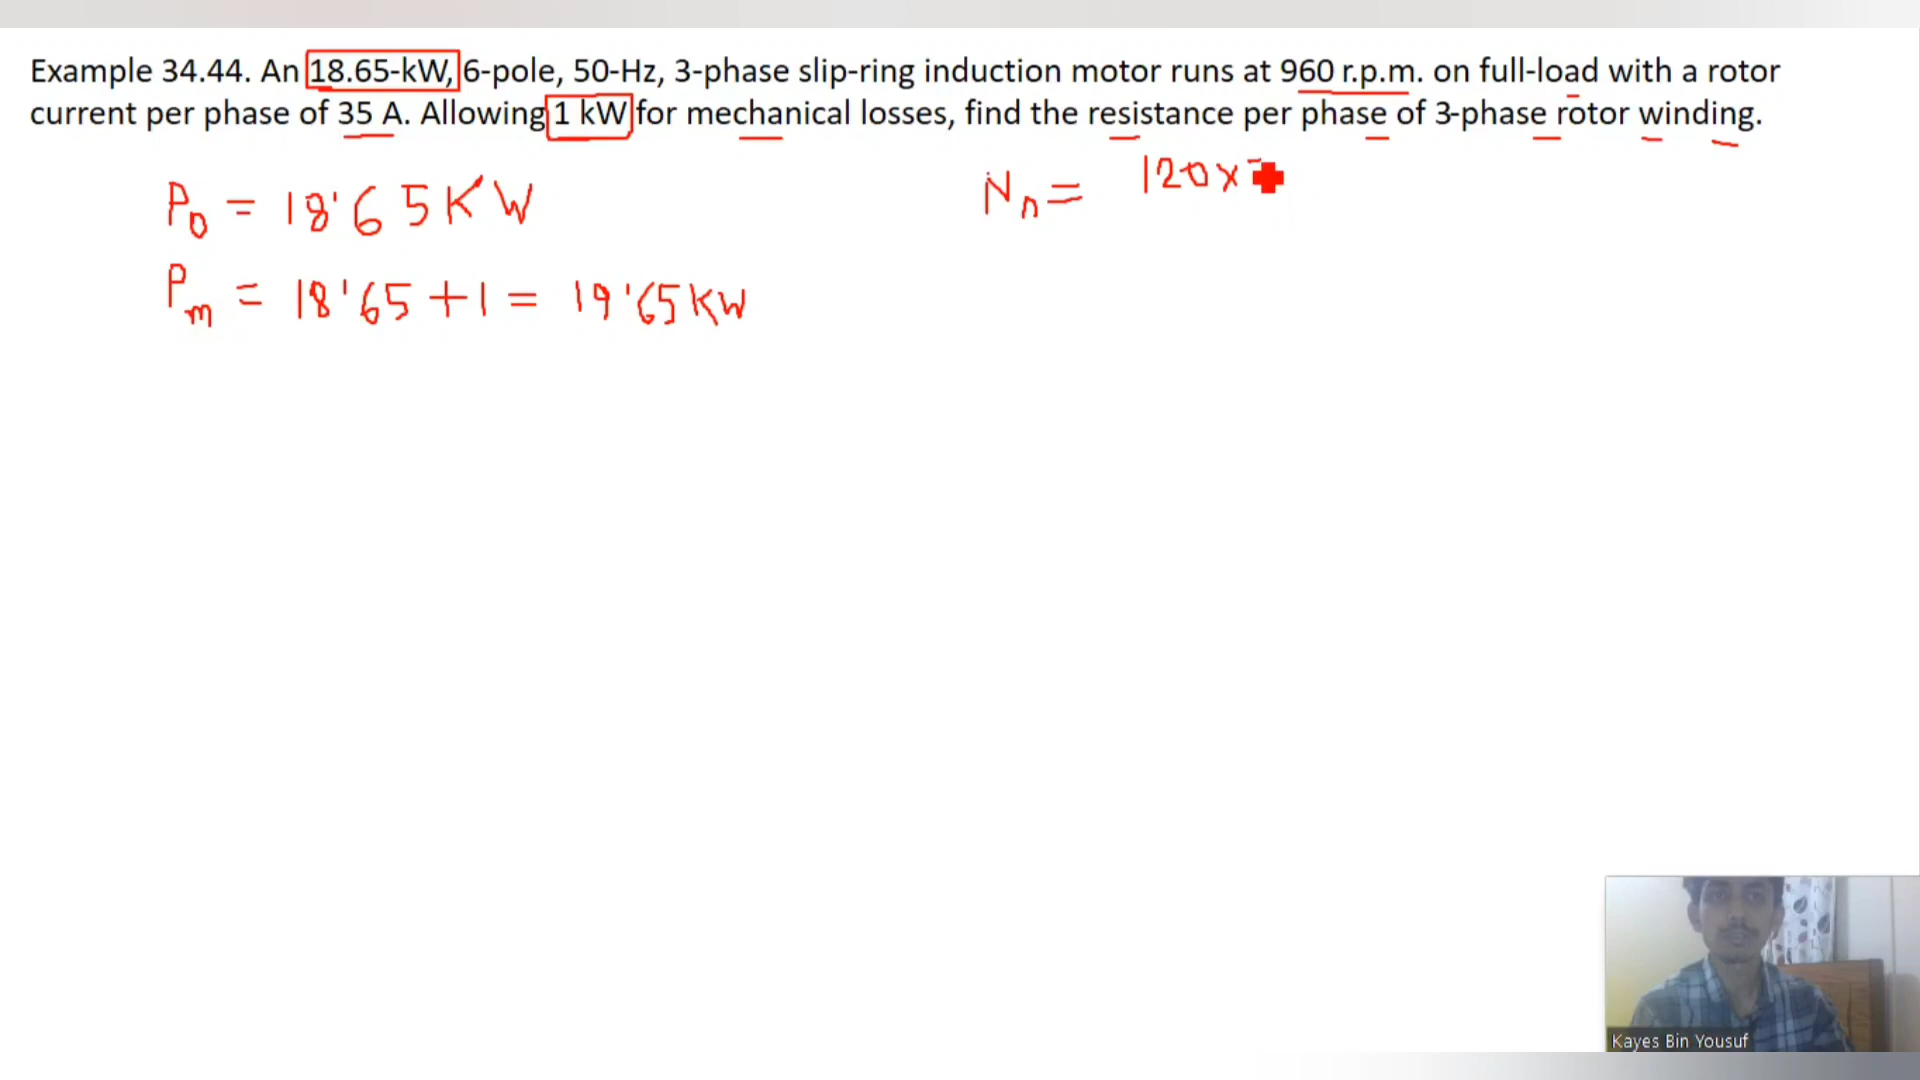 Example 34.44. An 18.65-kW, 6-pole, 50-Hz, 3-phase slip-ring induction motor runs at 960 r.p.m. on full-load with a rotor
current per phase of 35 A. Allowing 1 kW for mechanical losses, find the resistance per phase of 3-phase rotor winding.
P₀ = 18'65 KW
Pm = 18'65 + 1 = 19'65 KW
Nn = 120 x
Kayes Bin Yousuf